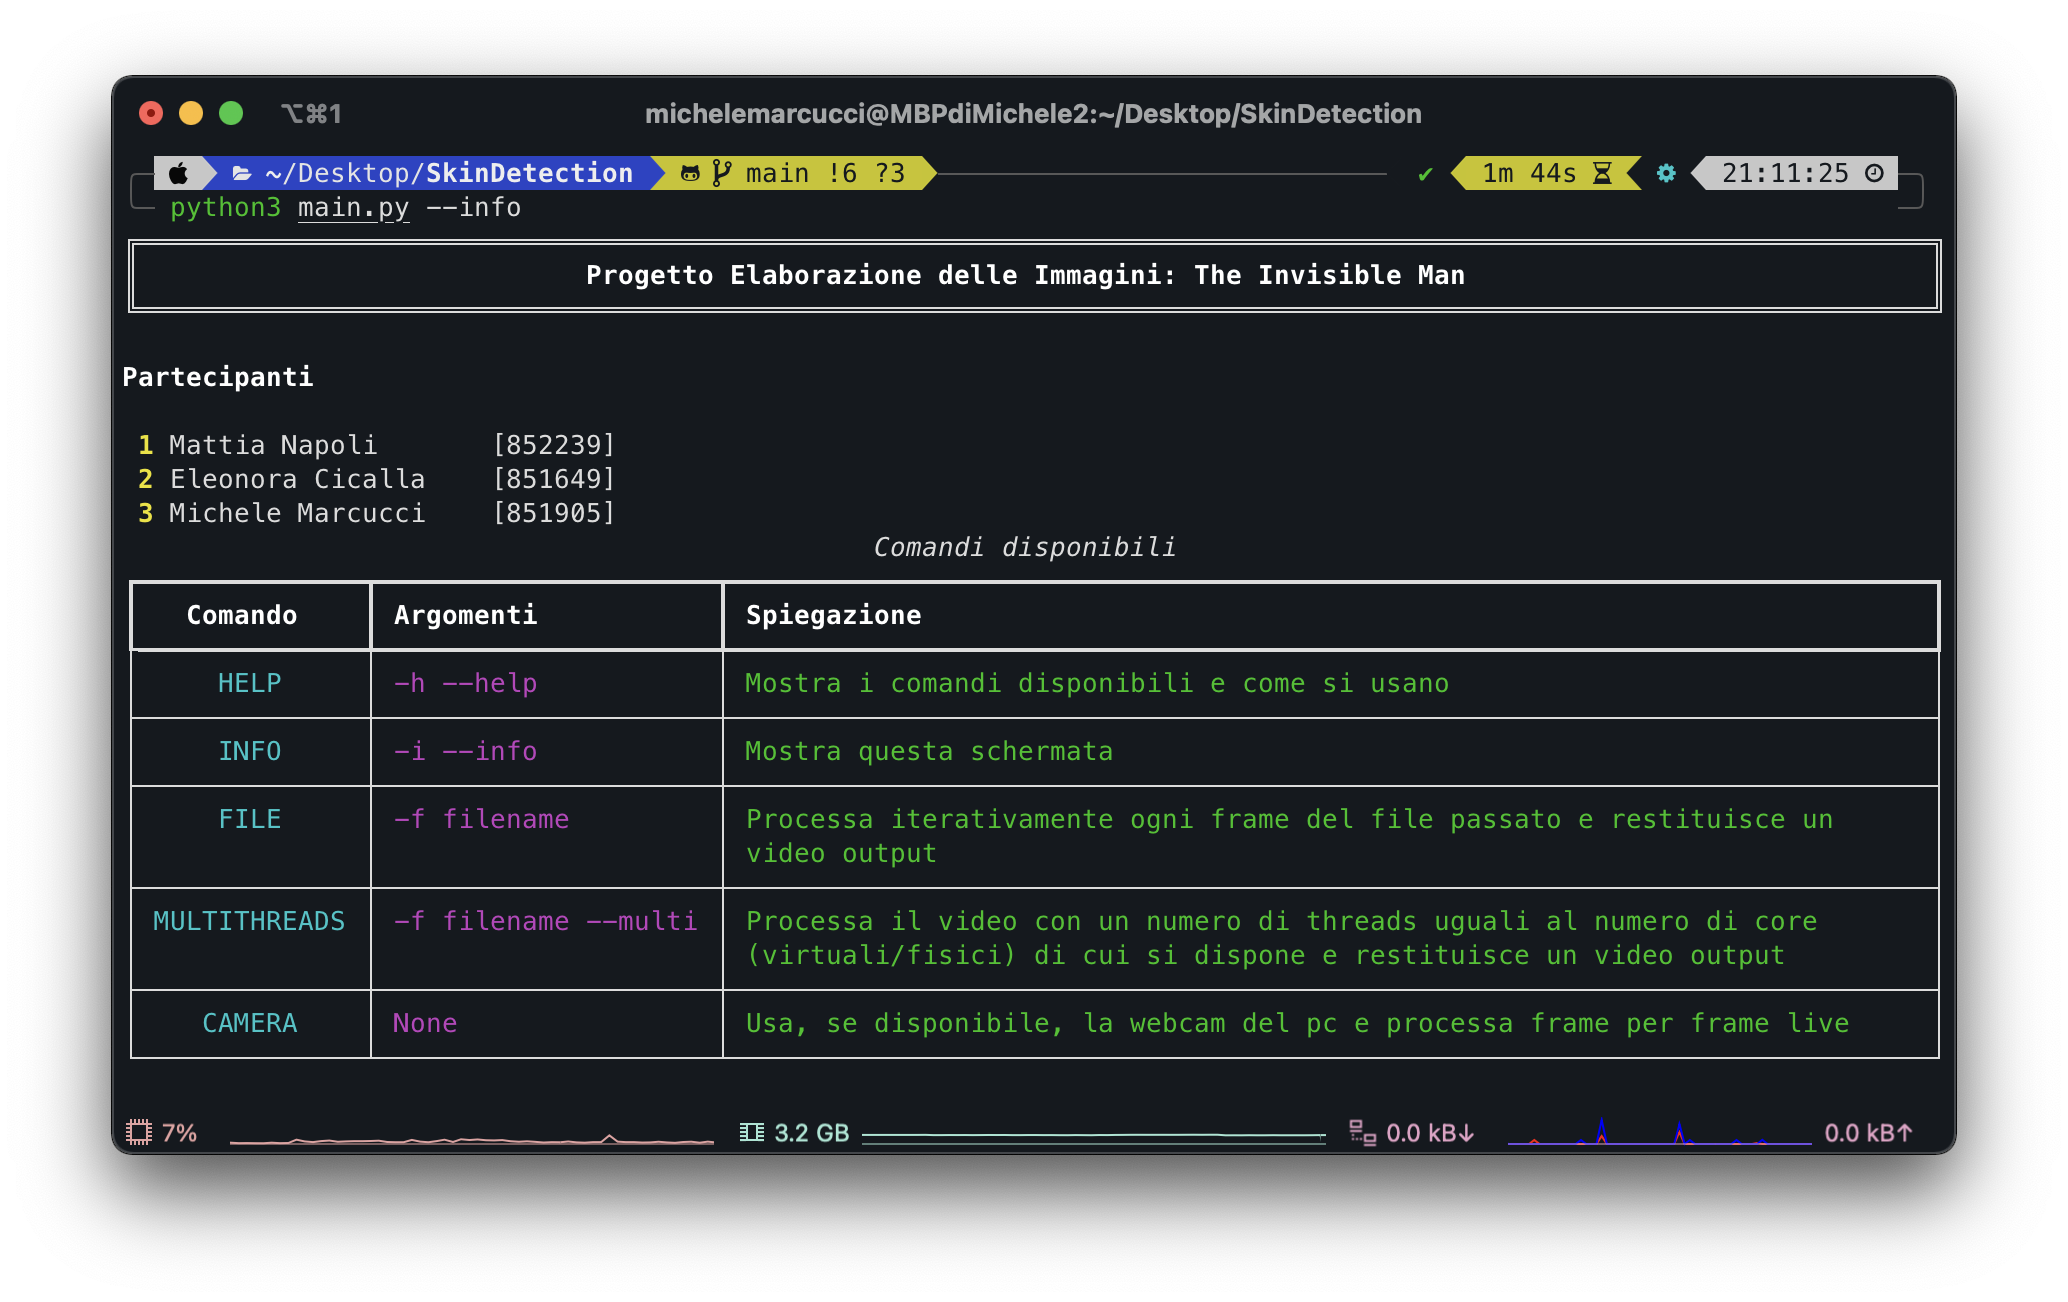 ⌥⌘1 michelemarcucci@MBPdiMichele2:~/Desktop/SkinDetection
~/Desktop/SkinDetection main !6 ?3 ✔ 1m 44s 21:11:25
python3 main.py --info
Progetto Elaborazione delle Immagini: The Invisible Man
Partecipanti
1 Mattia Napoli [852239]
2 Eleonora Cicalla [851649]
3 Michele Marcucci [851905]
Comandi disponibili
Comando Argomenti Spiegazione
HELP -h --help Mostra i comandi disponibili e come si usano
INFO -i --info Mostra questa schermata
FILE -f filename Processa iterativamente ogni frame del file passato e restituisce un
video output
MULTITHREADS -f filename --multi Processa il video con un numero di threads uguali al numero di core
(virtuali/fisici) di cui si dispone e restituisce un video output
CAMERA None Usa, se disponibile, la webcam del pc e processa frame per frame live
7% 3.2 GB 0.0 kB↓ 0.0 kB↑